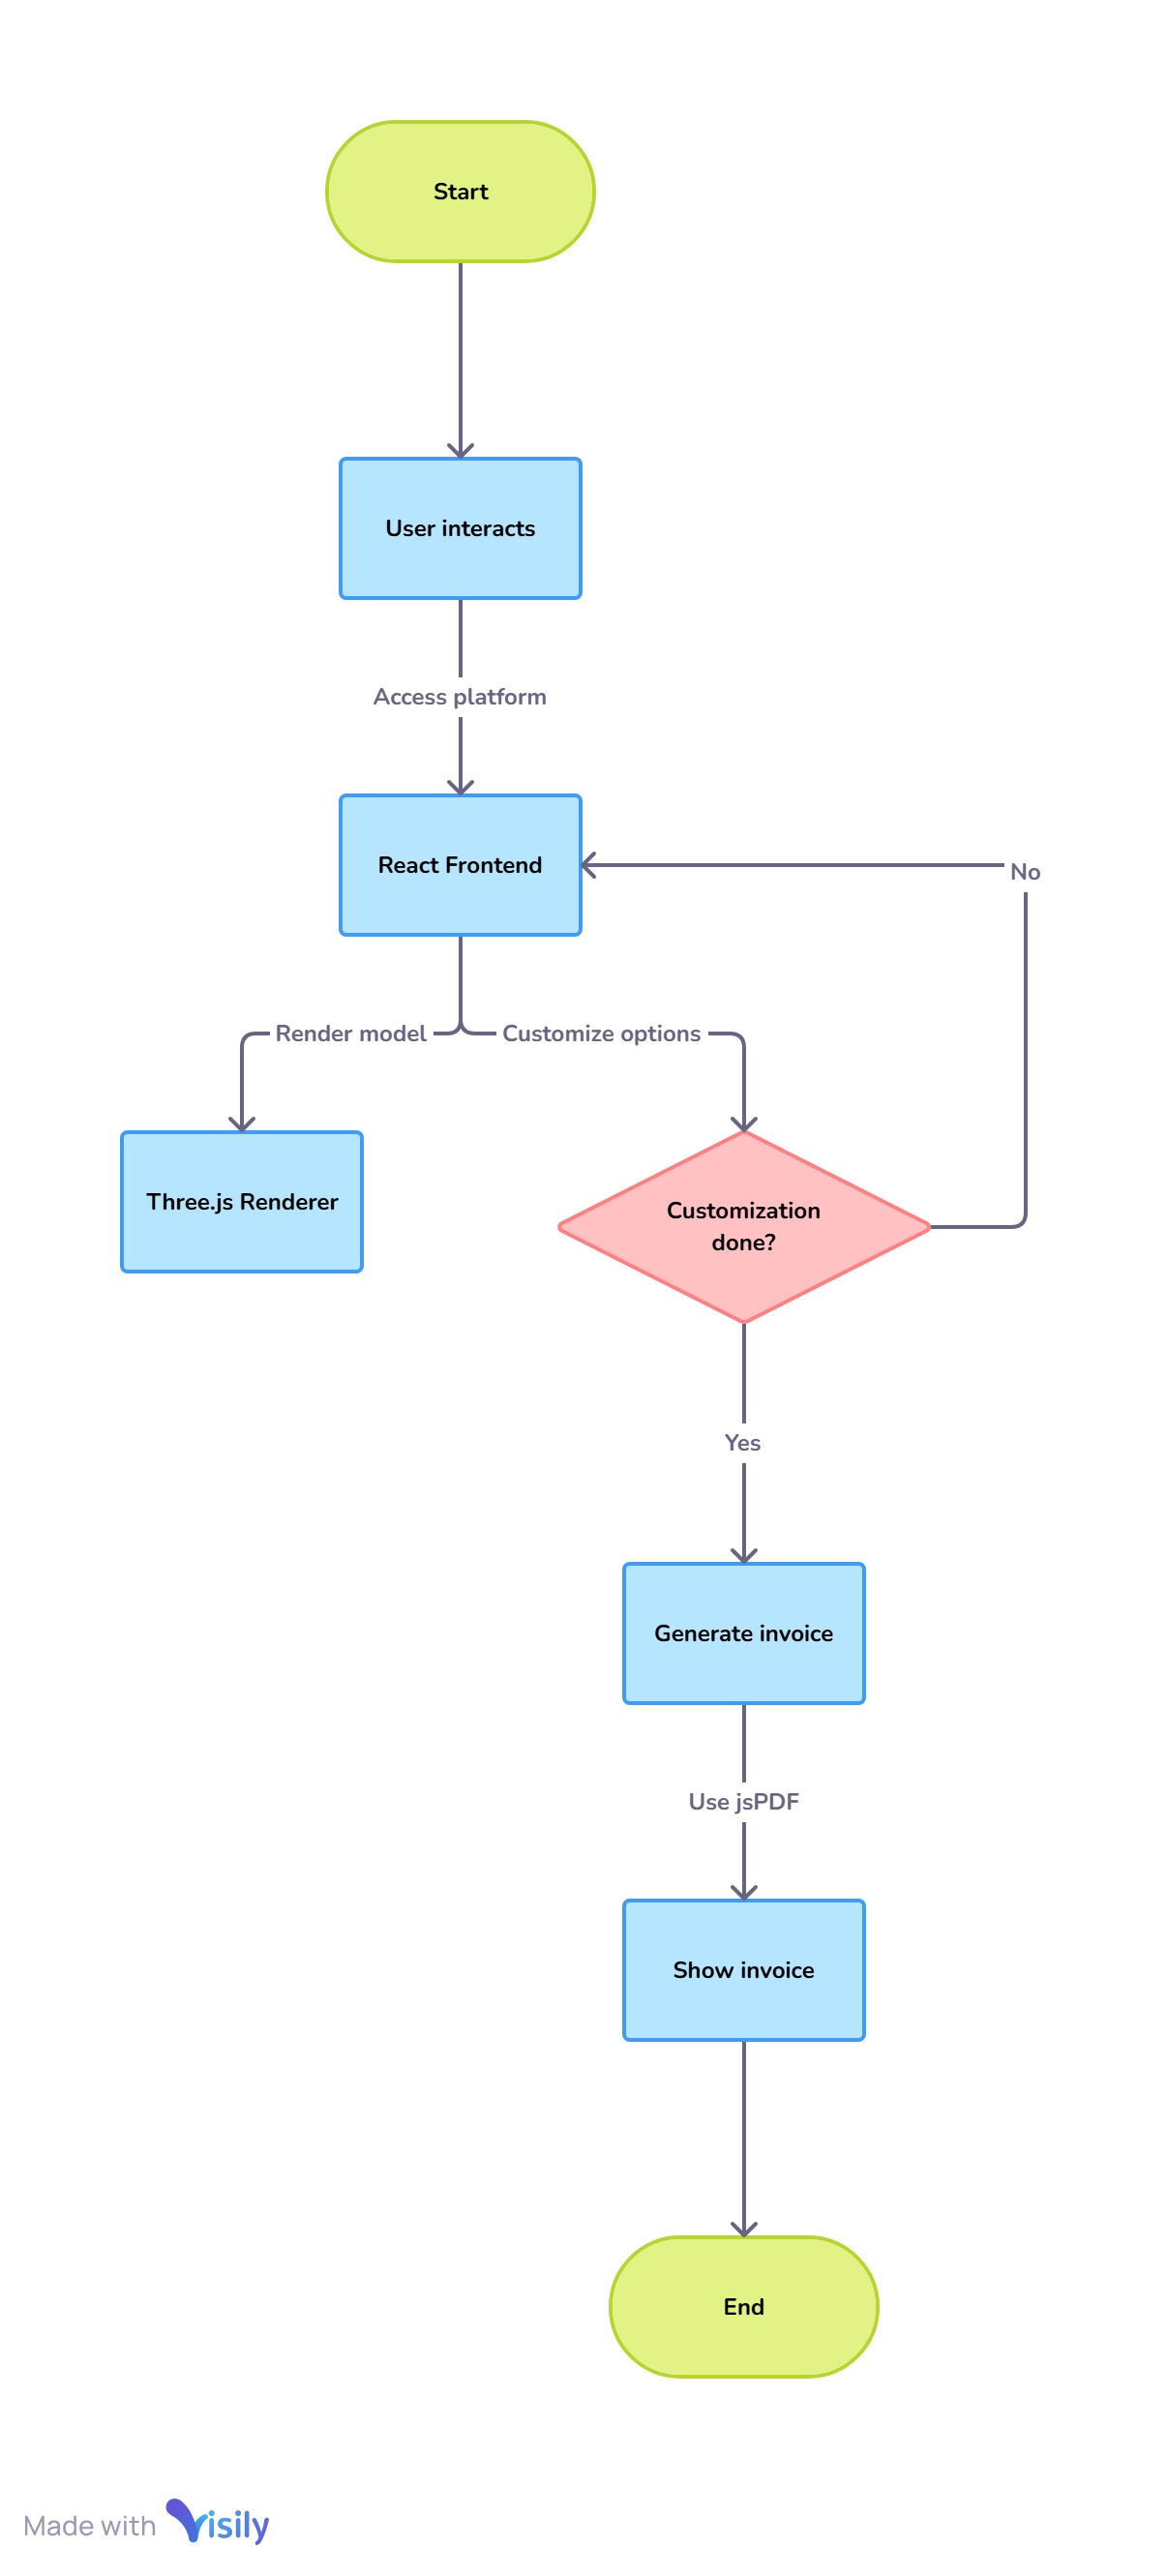 Start
User interacts
Access platform
React Frontend
No
Render model
Customize options
Three.js Renderer
Customization
done?
Yes
Generate invoice
Use jsPDF
Show invoice
End
Made with Visily